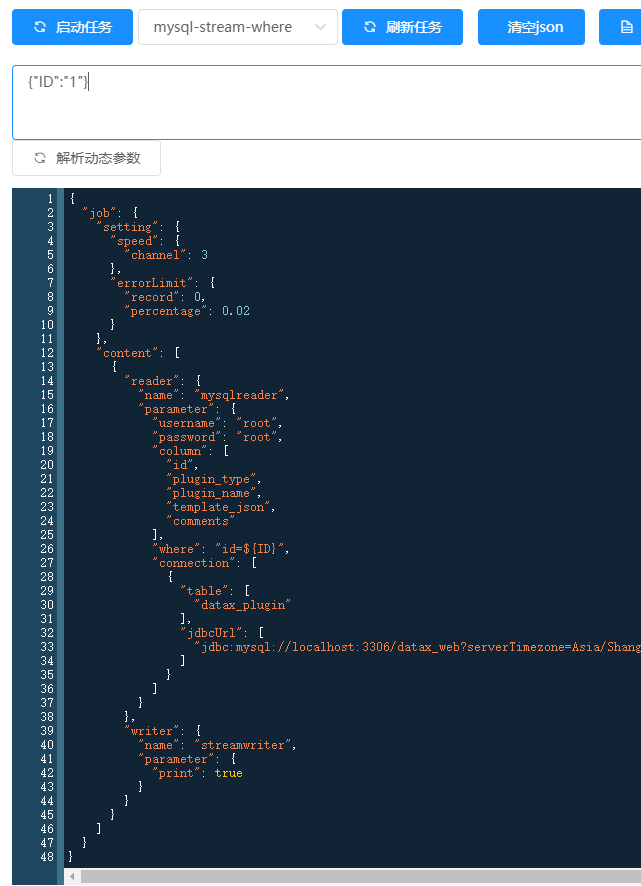 启动任务 mysql-stream-where 刷新任务 清空json
{"ID":"1"}
解析动态参数
1 {
2 "job": {
3 "setting": {
4 "speed": {
5 "channel": 3
6 },
7 "errorLimit": {
8 "record": 0,
9 "percentage": 0.02
10 }
11 },
12 "content": [
13 {
14 "reader": {
15 "name": "mysqlreader",
16 "parameter": {
17 "username": "root",
18 "password": "root",
19 "column": [
20 "id",
21 "plugin_type",
22 "plugin_name",
23 "template_json",
24 "comments"
25 ],
26 "where": "id=${ID}",
27 "connection": [
28 {
29 "table": [
30 "datax_plugin"
31 ],
32 "jdbcUrl": [
33 "jdbc:mysql://localhost:3306/datax_web?serverTimezone=Asia/Shang
34 ]
35 }
36 ]
37 }
38 },
39 "writer": {
40 "name": "streamwriter",
41 "parameter": {
42 "print": true
43 }
44 }
45 }
46 ]
47 }
48 }